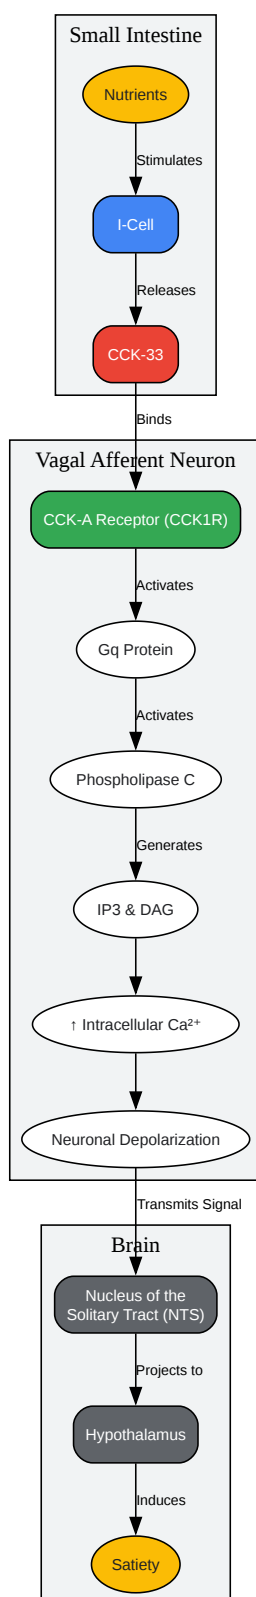 Small Intestine
Nutrients
Stimulates
I-Cell
Releases
CCK-33
Binds
Vagal Afferent Neuron
CCK-A Receptor (CCK1R)
Activates
Gq Protein
Activates
Phospholipase C
Generates
IP3 & DAG
↑ Intracellular Ca²⁺
Neuronal Depolarization
Transmits Signal
Brain
Nucleus of the
Solitary Tract (NTS)
Projects to
Hypothalamus
Induces
Satiety